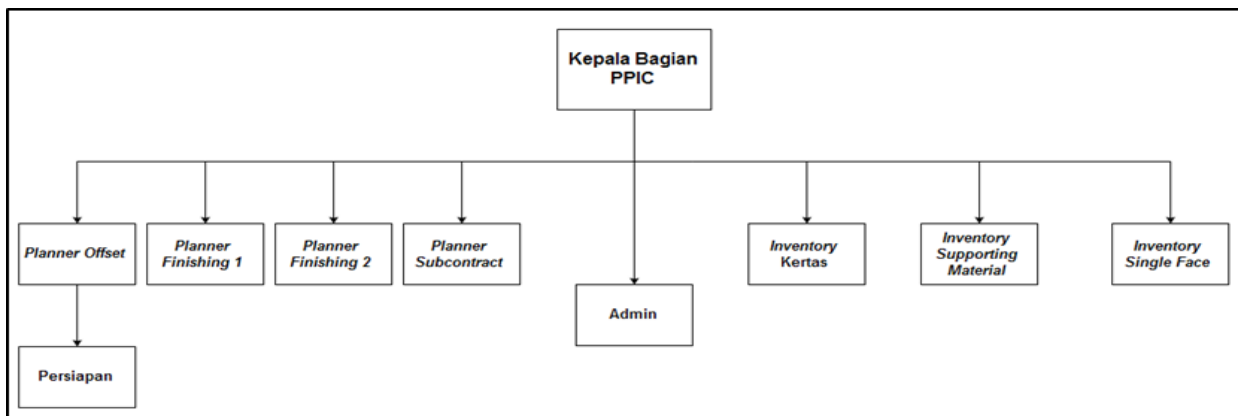 Kepala Bagian
PPIC
Planner Offset
Planner
Finishing 1
Planner
Finishing 2
Planner
Subcontract
Inventory
Kertas
Inventory
Supporting
Material
Inventory
Single Face
Admin
Persiapan